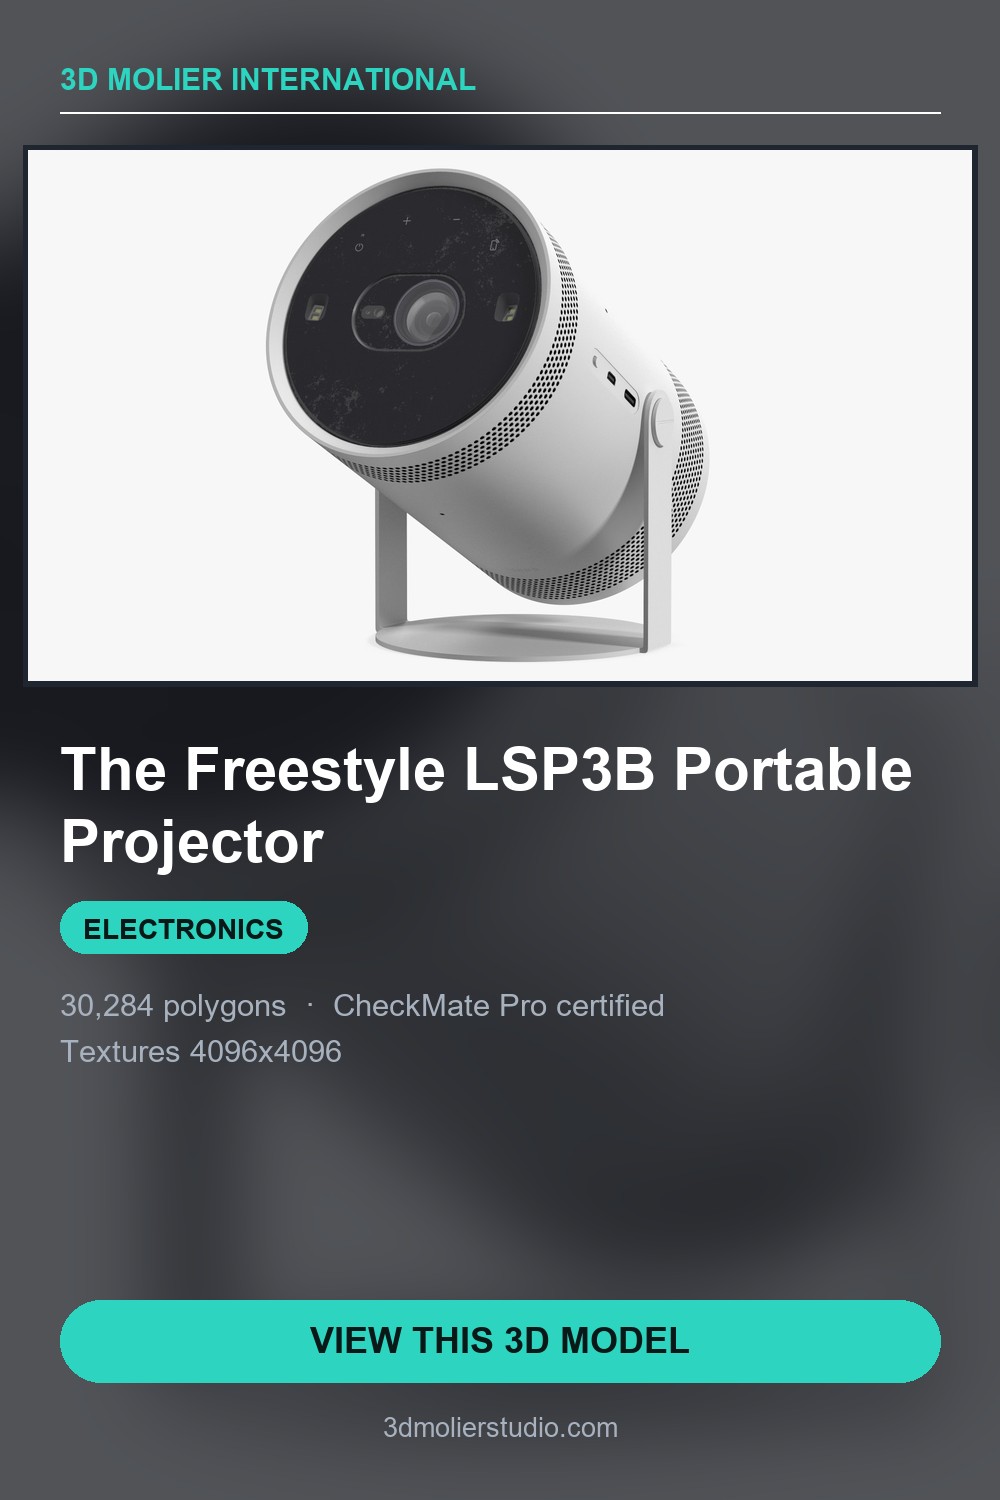 3D MOLIER INTERNATIONAL
The Freestyle LSP3B Portable
Projector
ELECTRONICS
30,284 polygons · CheckMate Pro certified
Textures 4096x4096
VIEW THIS 3D MODEL
3dmolierstudio.com